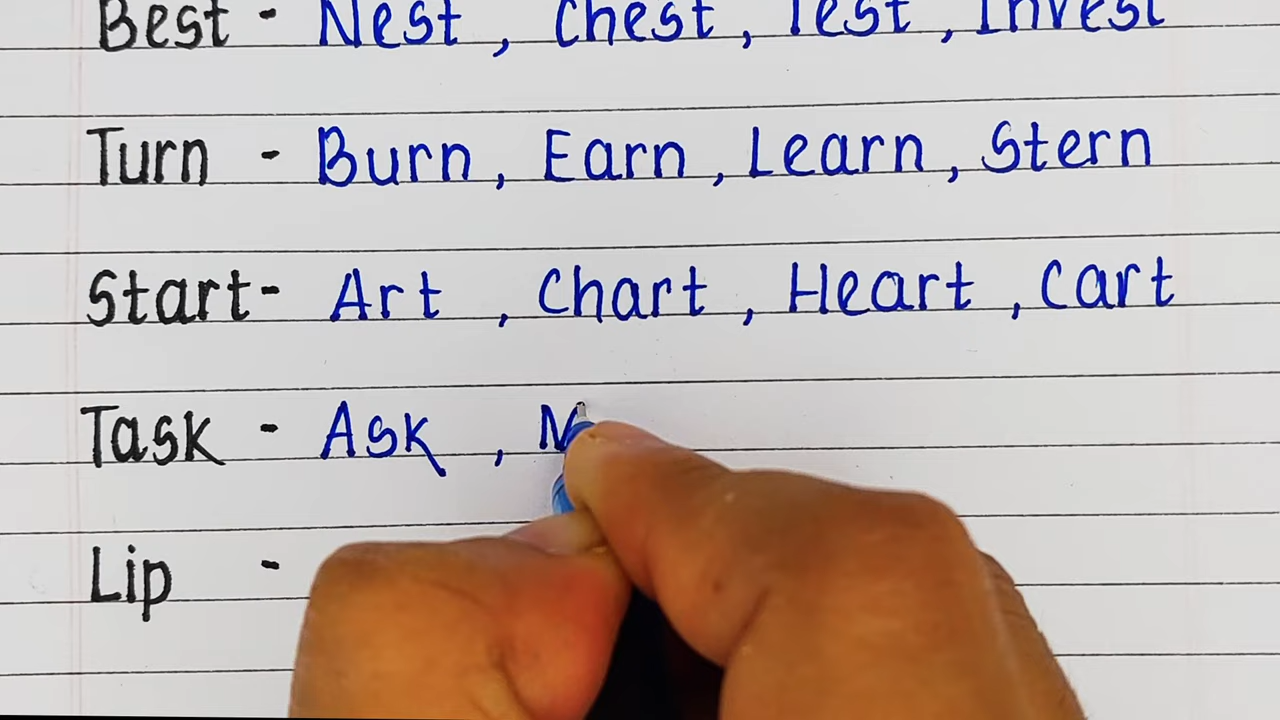 Best - Nest , Chest , Test , Invest
Turn - Burn , Earn , Learn , Stern
Start - Art , Chart , Heart , Cart
Task - Ask , M
Lip -